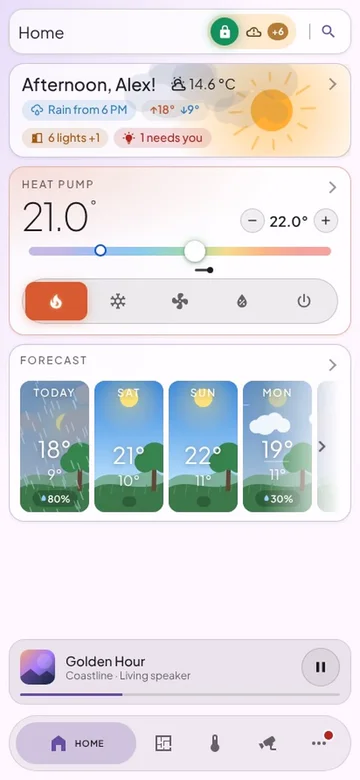 Home
+6
Afternoon, Alex!
14.6 °C
Rain from 6 PM
↑18° ↓9°
6 lights +1
1 needs you
HEAT PUMP
21.0°
− 22.0° +
FORECAST
TODAY
18°
9°
80%
SAT
21°
10°
SUN
22°
11°
MON
19°
11°
30%
Golden Hour
Coastline · Living speaker
HOME